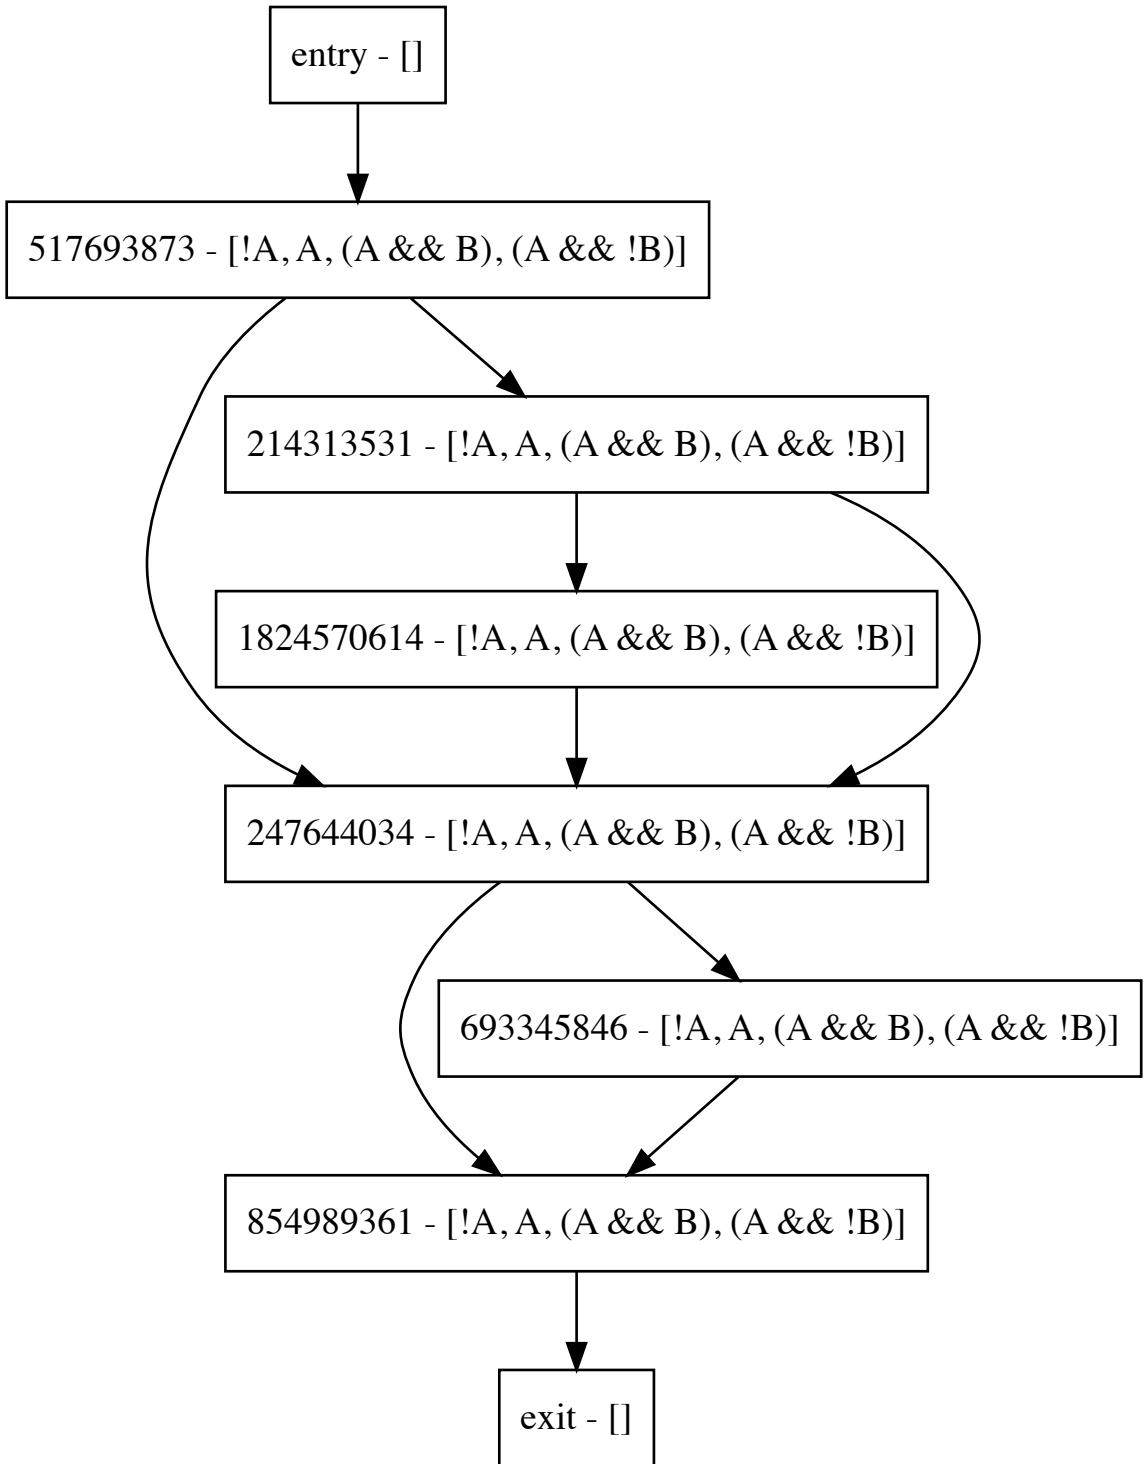 entry - []
517693873 - [!A, A, (A && B), (A && !B)]
214313531 - [!A, A, (A && B), (A && !B)]
1824570614 - [!A, A, (A && B), (A && !B)]
247644034 - [!A, A, (A && B), (A && !B)]
693345846 - [!A, A, (A && B), (A && !B)]
854989361 - [!A, A, (A && B), (A && !B)]
exit - []